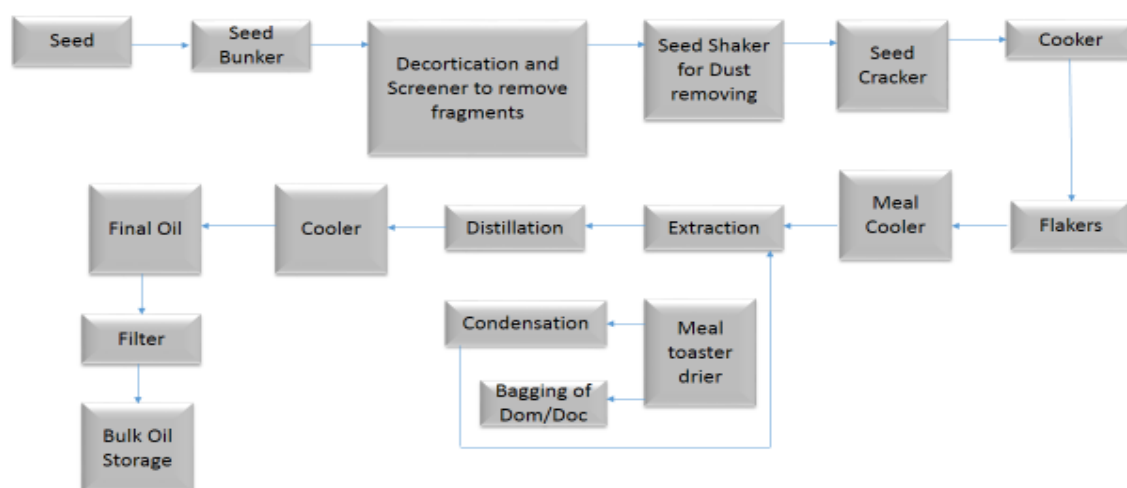 Seed
Seed
Bunker
Decortication and
Screener to remove
fragments
Seed Shaker
for Dust
removing
Seed
Cracker
Cooker
Final Oil
Cooler
Distillation
Extraction
Meal
Cooler
Flakers
Filter
Condensation
Meal
toaster
drier
Bagging of
Dom/Doc
Bulk Oil
Storage